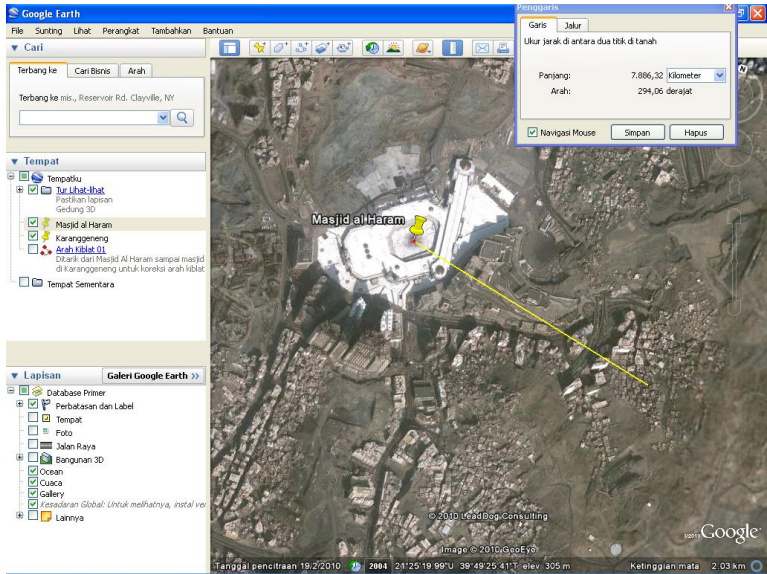 Google Earth
File Sunting Lihat Perangkat Tambahkan Bantuan
Cari
Terbang ke Cari Bisnis Arah
Terbang ke mis., Reservoir Rd. Clayville, NY
Tempat
Tempatku
Tur Lihat-lihat
Pastikan lapisan
Gedung 3D
Masjid al Haram
Karanggeneng
Arah Kiblat 01
Ditarik dari Masjid Al Haram sampai masjid
di Karanggeneng untuk koreksi arah kiblat
Tempat Sementara
Lapisan Galeri Google Earth >>
Database Primer
Perbatasan dan Label
Tempat
Foto
Jalan Raya
Bangunan 3D
Ocean
Cuaca
Gallery
Kesadaran Global: Untuk melihatnya, instal ver
Lainnya
Penggaris
Garis Jalur
Ukur jarak di antara dua titik di tanah
Panjang: 7.886,32 Kilometer
Arah: 294,06 derajat
Navigasi Mouse Simpan Hapus
Masjid al Haram
© 2010 LeadDog Consulting
Image © 2010 GeoEye
©2010 Google
Tanggal pencitraan 19/2/2010 2004 21°25'19.99"U 39°49'25.41"T elev 305 m Ketinggian mata 2.03 km